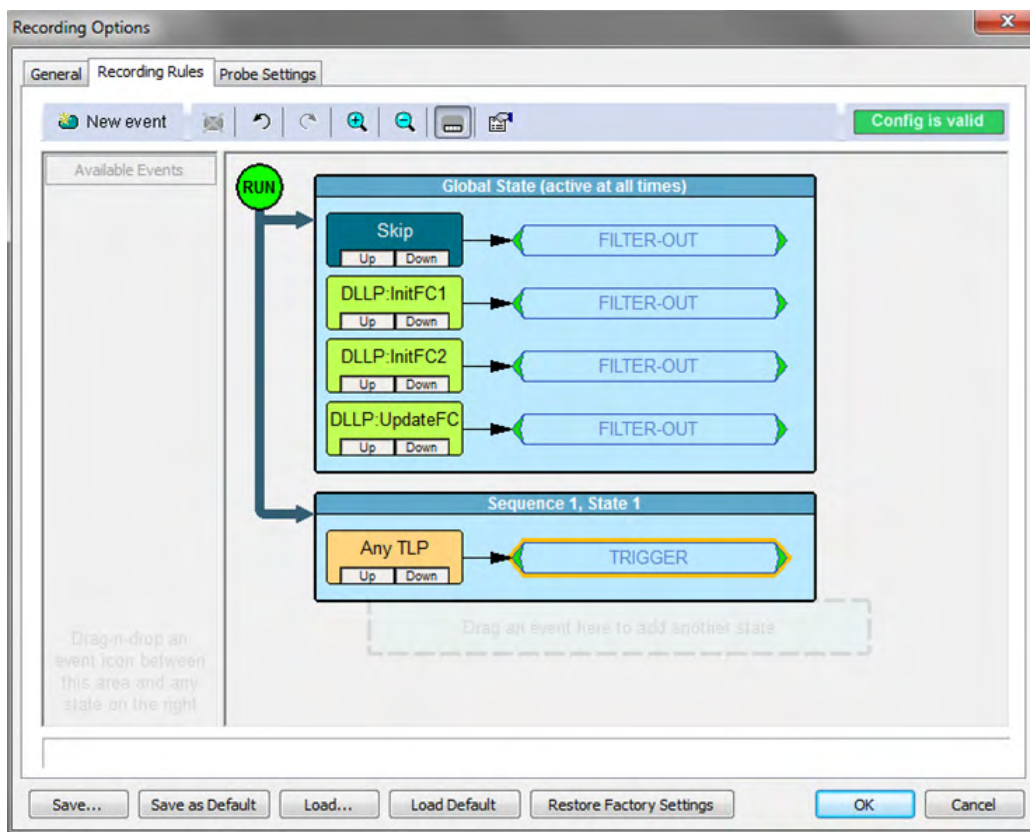 Recording Options
General Recording Rules Probe Settings
New event Config is valid
Available Events
RUN
Global State (active at all times)
Skip FILTER-OUT
Up Down
DLLP:InitFC1 FILTER-OUT
Up Down
DLLP:InitFC2 FILTER-OUT
Up Down
DLLP:UpdateFC FILTER-OUT
Up Down
Sequence 1, State 1
Any TLP TRIGGER
Up Down
Drag an event here to add another state
Drag-n-drop an
event icon between
this area and any
state on the right
Save... Save as Default Load... Load Default Restore Factory Settings OK Cancel